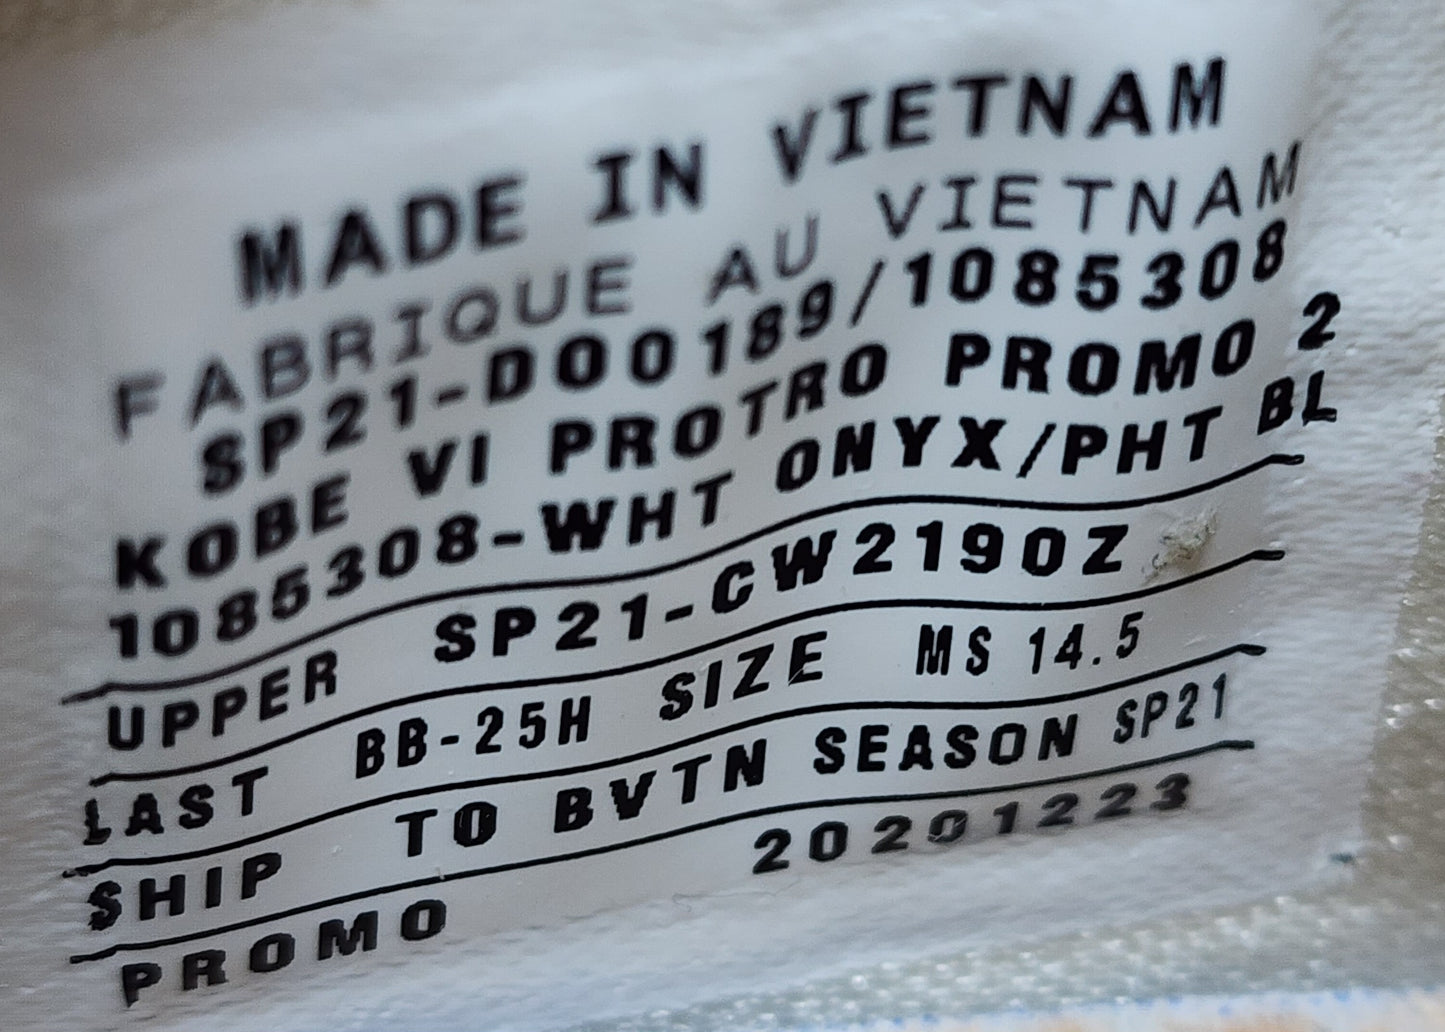 MADE IN VIETNAM
FABRIQUE AU VIETNAM
SP21-DO0189/1085308
KOBE VI PROTRO PROMO 2
1085308-WHT ONYX/PHT BL
UPPER SP21-CW2190Z
LAST BB-25H SIZE MS 14.5
SHIP TO BVTN SEASON SP21
PROMO 20201223